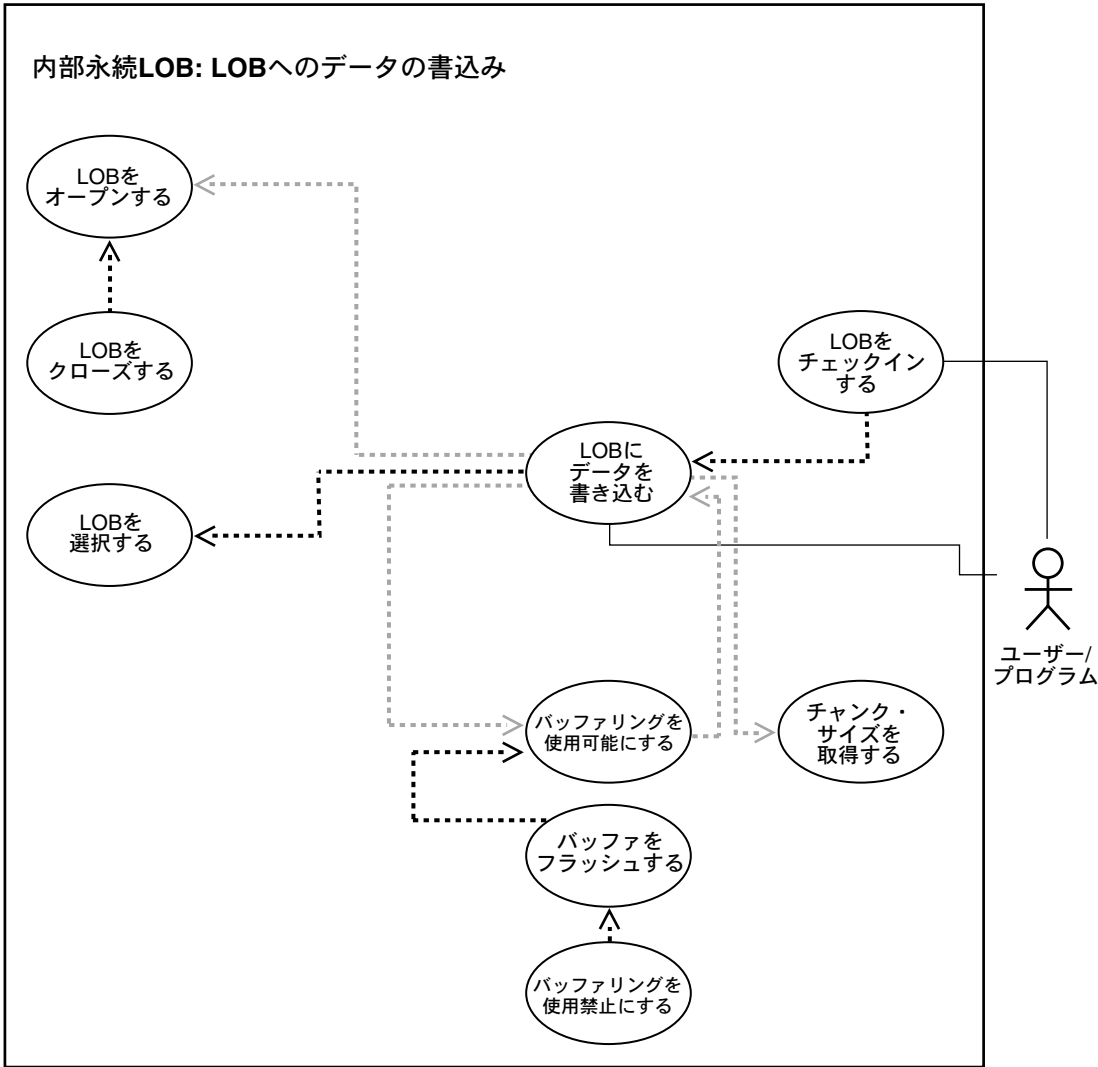 内部永続LOB: LOBへのデータの書込み
LOBを
オープンする
LOBを
クローズする
LOBを
チェックイン
する
LOBに
データを
書き込む
LOBを
選択する
ユーザー/
プログラム
バッファリングを
使用可能にする
チャンク・
サイズを
取得する
バッファを
フラッシュする
バッファリングを
使用禁止にする